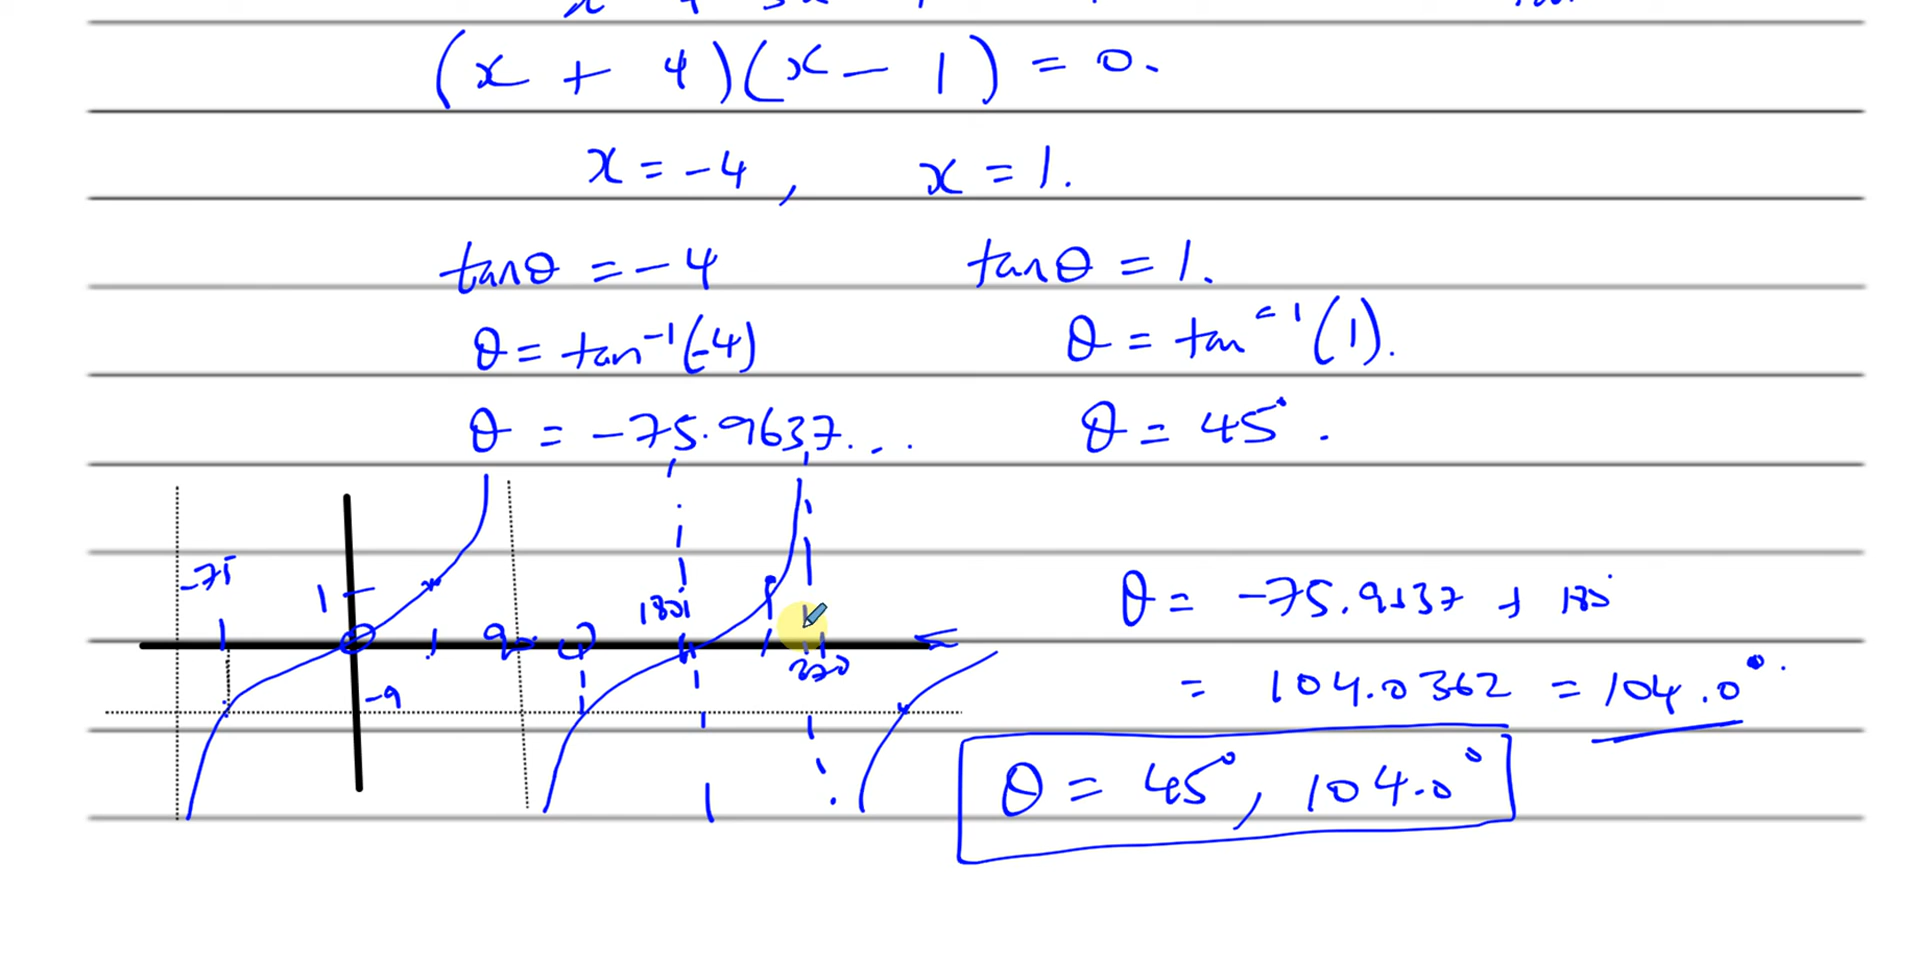 (x + 4)(x - 1) = 0.
x = -4, x = 1.
tanθ = -4 tanθ = 1.
θ = tan⁻¹(-4) θ = tan⁻¹(1).
θ = -75.9637... θ = 45°.
-75
1
180
90
270
-9
θ = -75.9637 + 180°
= 104.0362 = 104.0°.
θ = 45°, 104.0°